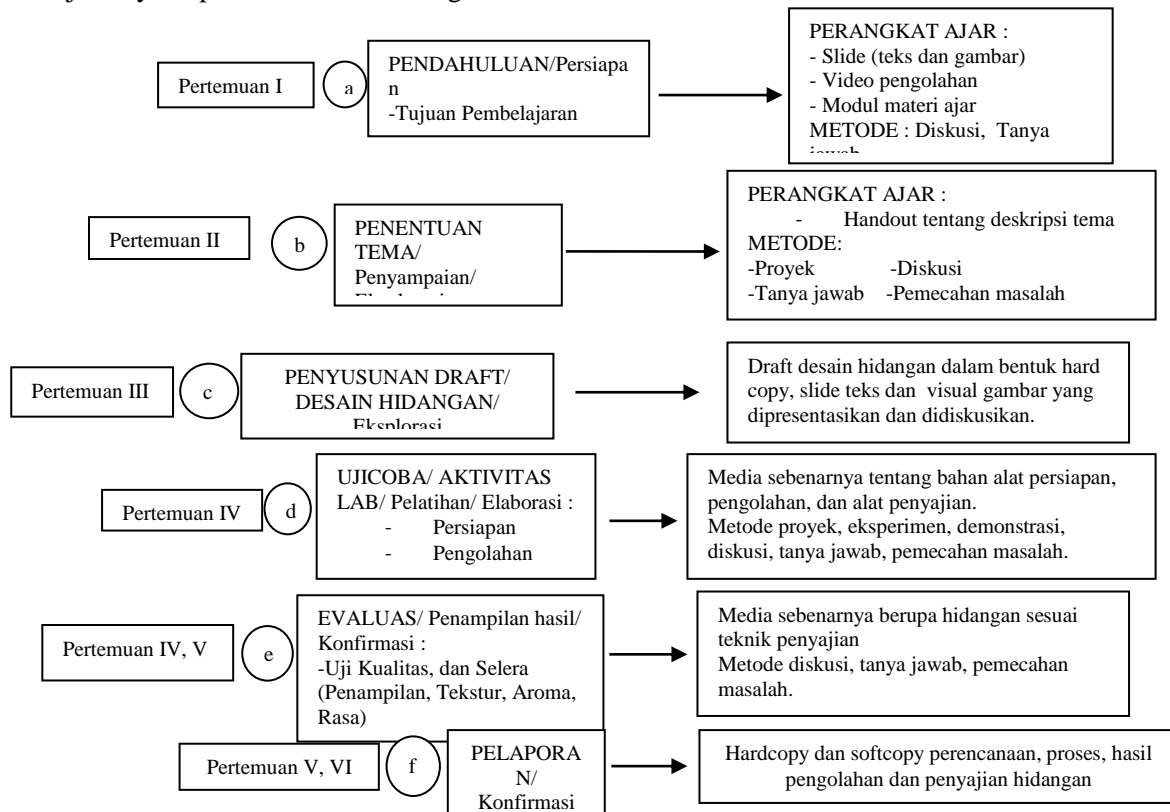 Pertemuan I
a
PENDAHULUAN/Persiapa
n
-Tujuan Pembelajaran
PERANGKAT AJAR :
- Slide (teks dan gambar)
- Video pengolahan
- Modul materi ajar
METODE : Diskusi, Tanya
Pertemuan II
b
PENENTUAN
TEMA/
Penyampaian/
PERANGKAT AJAR :
- Handout tentang deskripsi tema
METODE:
-Proyek -Diskusi
-Tanya jawab -Pemecahan masalah
Pertemuan III
c
PENYUSUNAN DRAFT/
DESAIN HIDANGAN/
Eksplorasi
Draft desain hidangan dalam bentuk hard
copy, slide teks dan visual gambar yang
dipresentasikan dan didiskusikan.
Pertemuan IV
d
UJICOBA/ AKTIVITAS
LAB/ Pelatihan/ Elaborasi :
- Persiapan
- Pengolahan
Media sebenarnya tentang bahan alat persiapan,
pengolahan, dan alat penyajian.
Metode proyek, eksperimen, demonstrasi,
diskusi, tanya jawab, pemecahan masalah.
Pertemuan IV, V
e
EVALUAS/ Penampilan hasil/
Konfirmasi :
-Uji Kualitas, dan Selera
(Penampilan, Tekstur, Aroma,
Rasa)
Media sebenarnya berupa hidangan sesuai
teknik penyajian
Metode diskusi, tanya jawab, pemecahan
masalah.
Pertemuan V, VI
f
PELAPORA
N/
Konfirmasi
Hardcopy dan softcopy perencanaan, proses, hasil
pengolahan dan penyajian hidangan